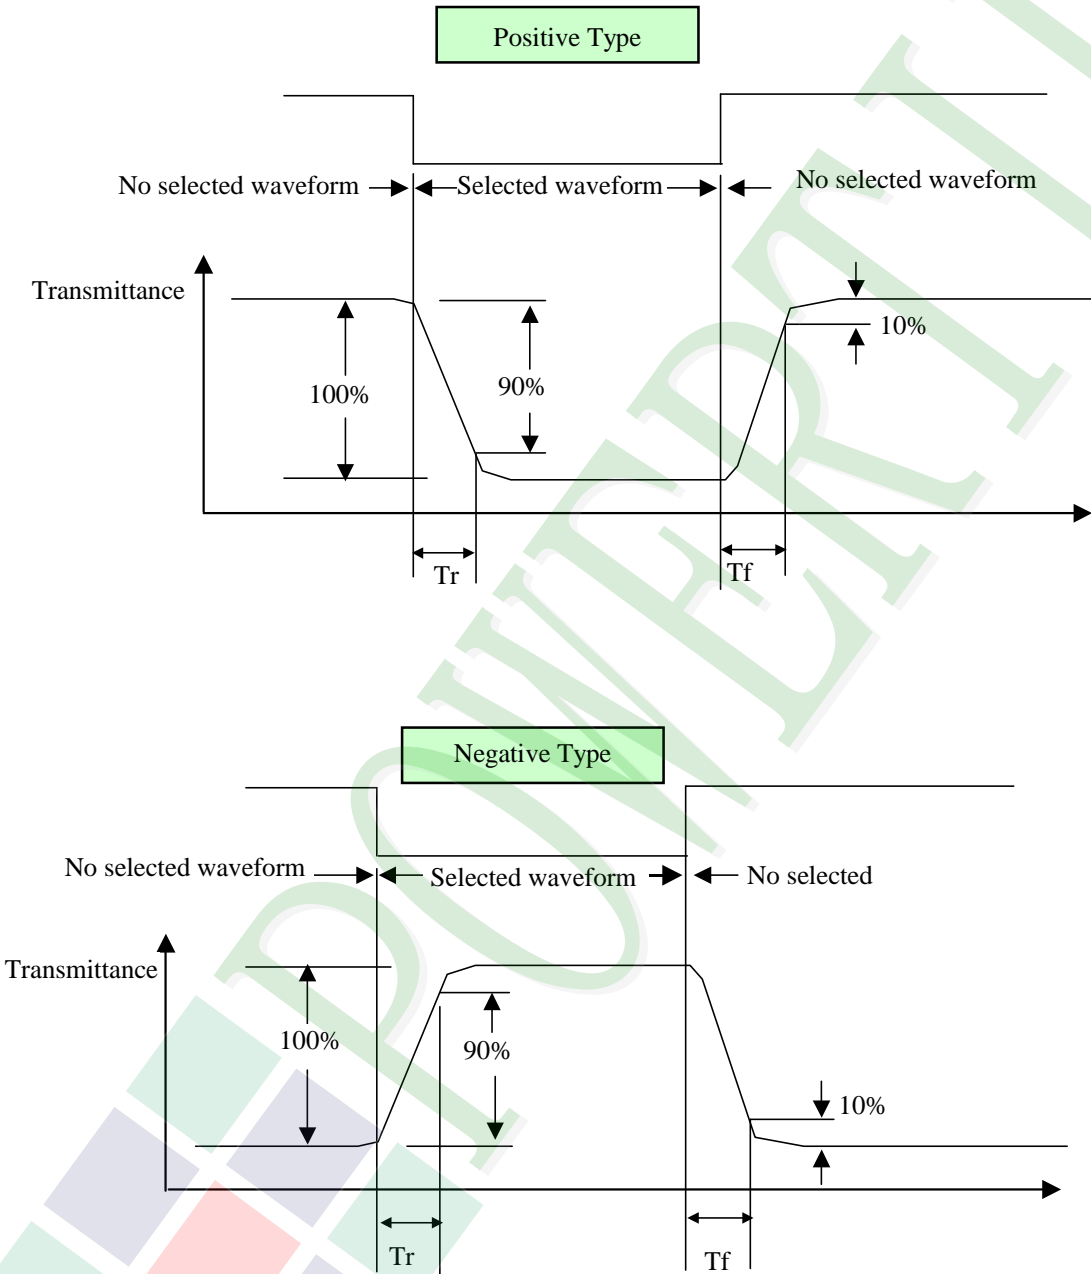 Positive Type
No selected waveform
Selected waveform
No selected waveform
Transmittance
10%
100%
90%
Tr
Tf
Negative Type
No selected waveform
Selected waveform
No selected
Transmittance
100%
90%
10%
Tr
Tf